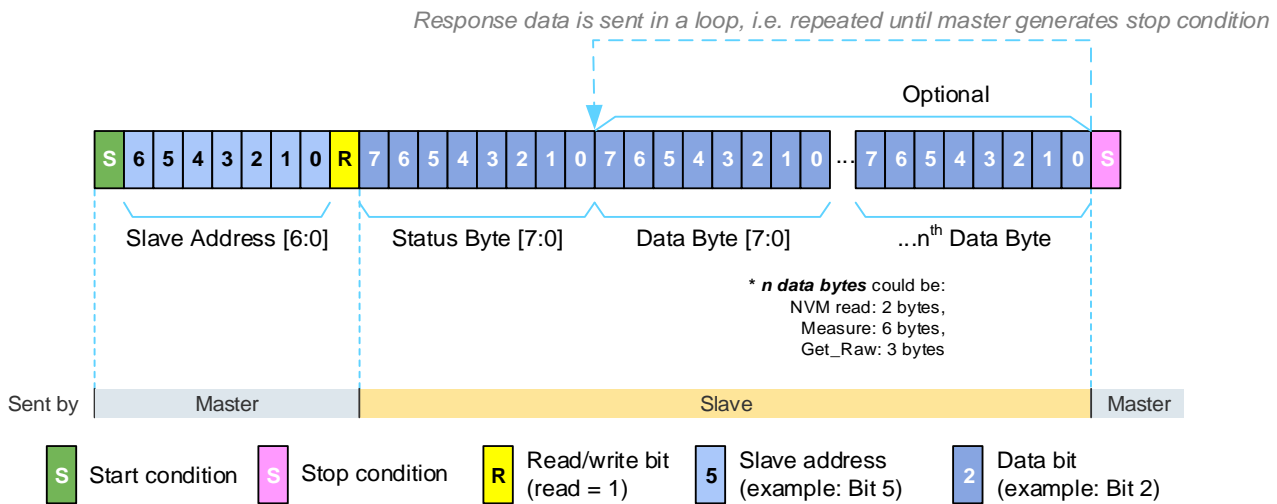 Response data is sent in a loop, i.e. repeated until master generates stop condition
Optional
S 6 5 4 3 2 1 0 R 7 6 5 4 3 2 1 0 7 6 5 4 3 2 1 0 ... 7 6 5 4 3 2 1 0 S
Slave Address [6:0] Status Byte [7:0] Data Byte [7:0] ...nth Data Byte
* n data bytes could be:
NVM read: 2 bytes,
Measure: 6 bytes,
Get_Raw: 3 bytes
Sent by Master Slave Master
S Start condition S Stop condition R Read/write bit 5 Slave address 2 Data bit
(read = 1) (example: Bit 5) (example: Bit 2)